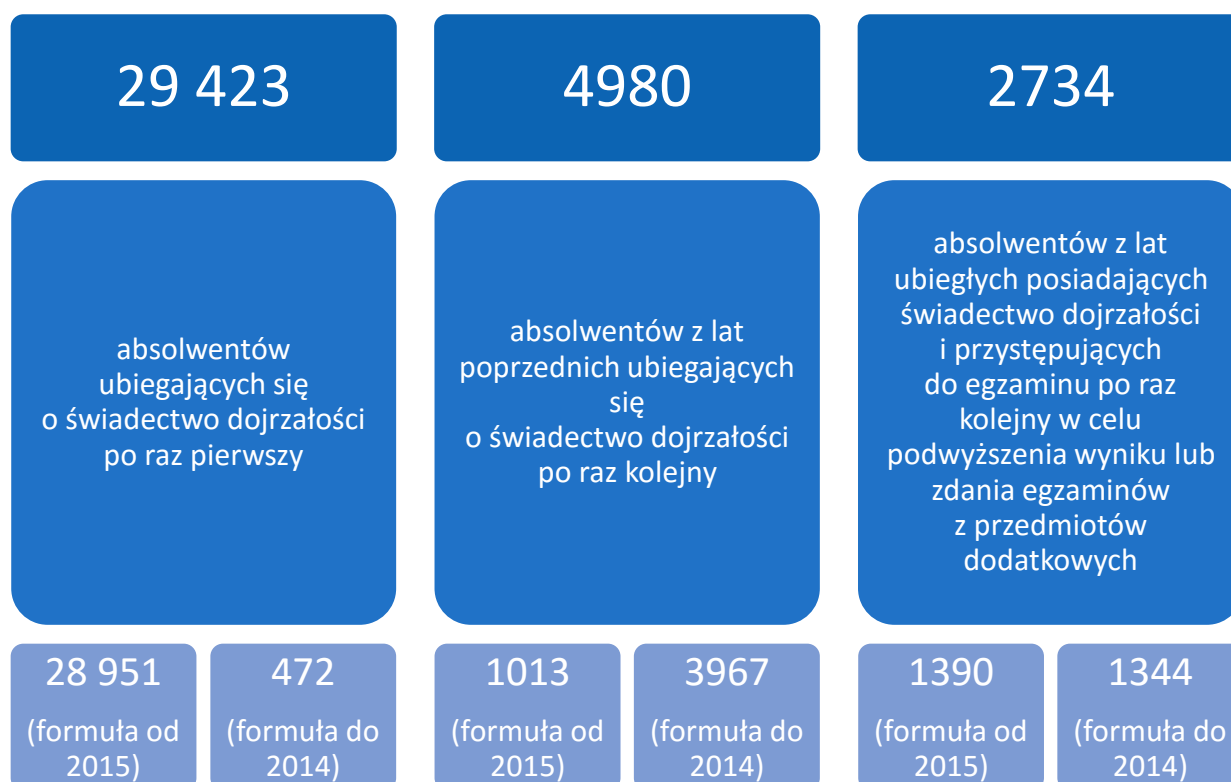 29 423
absolwentów
ubiegających się
o świadectwo dojrzałości
po raz pierwszy
28 951
(formuła od
2015)
472
(formuła do
2014)
4980
absolwentów z lat
poprzednich ubiegających
się
o świadectwo dojrzałości
po raz kolejny
1013
(formuła od
2015)
3967
(formuła do
2014)
2734
absolwentów z lat
ubiegłych posiadających
świadectwo dojrzałości
i przystępujących
do egzaminu po raz
kolejny w celu
podwyższenia wyniku lub
zdania egzaminów
z przedmiotów
dodatkowych
1390
(formuła od
2015)
1344
(formuła do
2014)